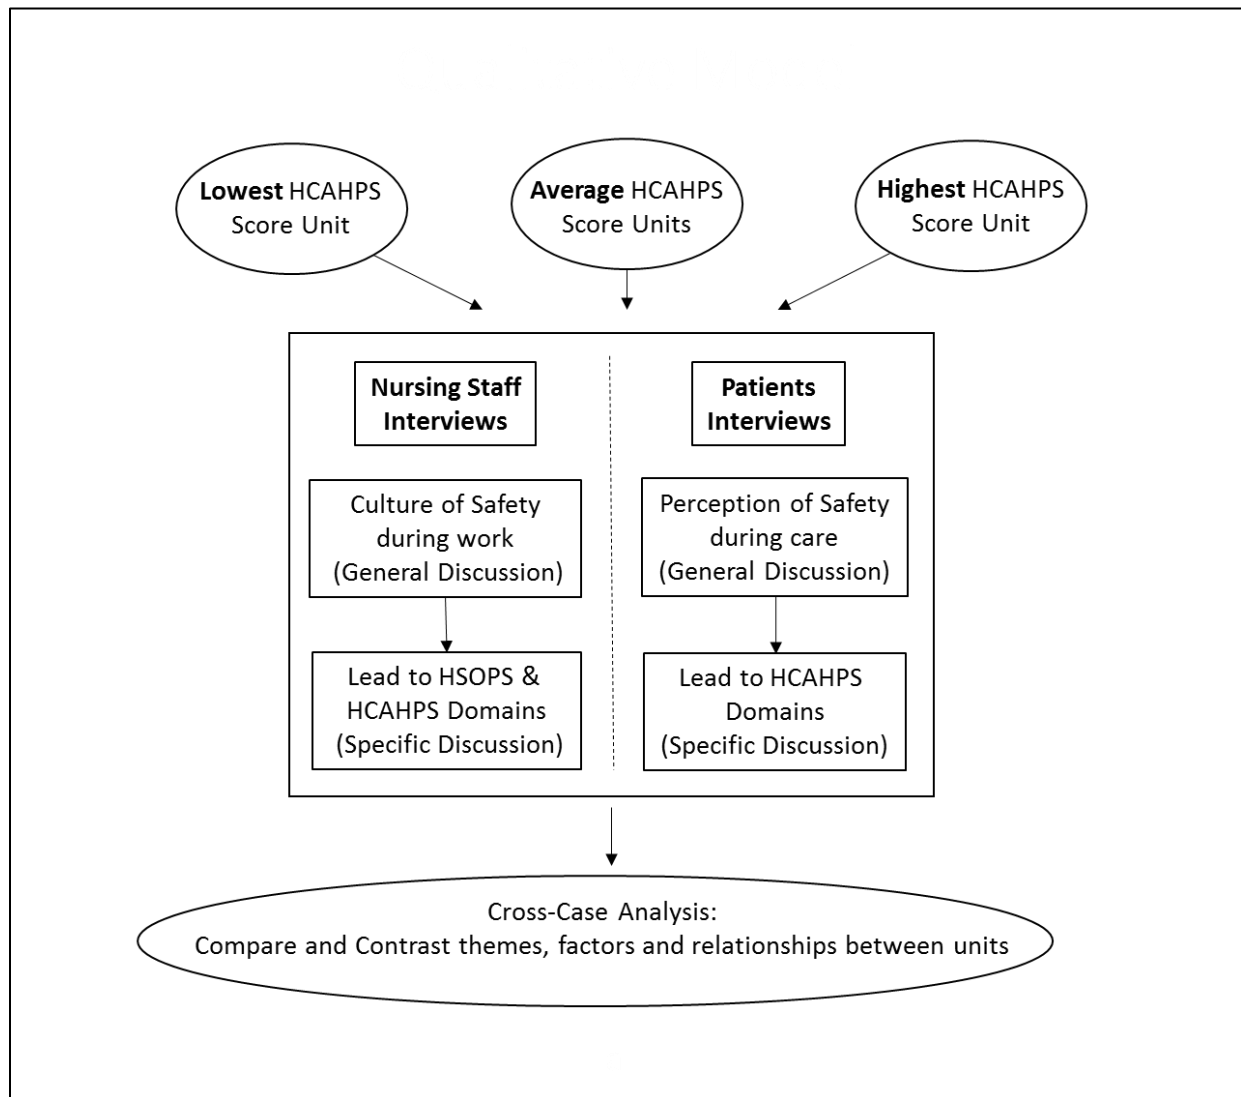 Lowest HCAHPS
Score Unit
Average HCAHPS
Score Units
Highest HCAHPS
Score Unit
Nursing Staff
Interviews
Patients
Interviews
Culture of Safety
during work
(General Discussion)
Perception of Safety
during care
(General Discussion)
Lead to HSOPS &
HCAHPS Domains
(Specific Discussion)
Lead to HCAHPS
Domains
(Specific Discussion)
Cross-Case Analysis:
Compare and Contrast themes, factors and relationships between units